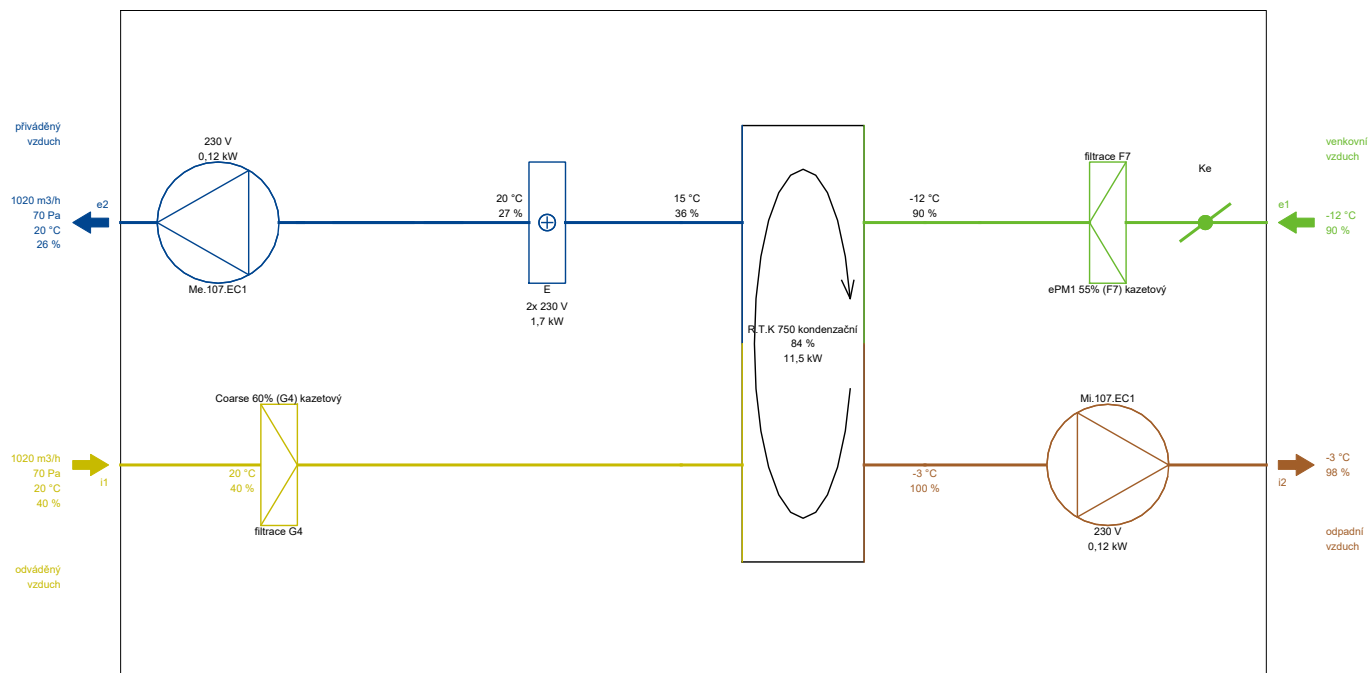 přiváděný
vzduch
1020 m3/h
70 Pa
20 °C
26 %
e2
230 V
0,12 kW
Me.107.EC1
20 °C
27 %
E
2x 230 V
1,7 kW
15 °C
36 %
-12 °C
90 %
filtrace F7
ePM1 55% (F7) kazetový
Ke
venkovní
vzduch
e1
-12 °C
90 %
R.T.K 750 kondenzační
84 %
11,5 kW
Coarse 60% (G4) kazetový
1020 m3/h
70 Pa
20 °C
40 %
i1
20 °C
40 %
filtrace G4
odváděný
vzduch
-3 °C
100 %
Mi.107.EC1
230 V
0,12 kW
-3 °C
98 %
i2
odpadní
vzduch